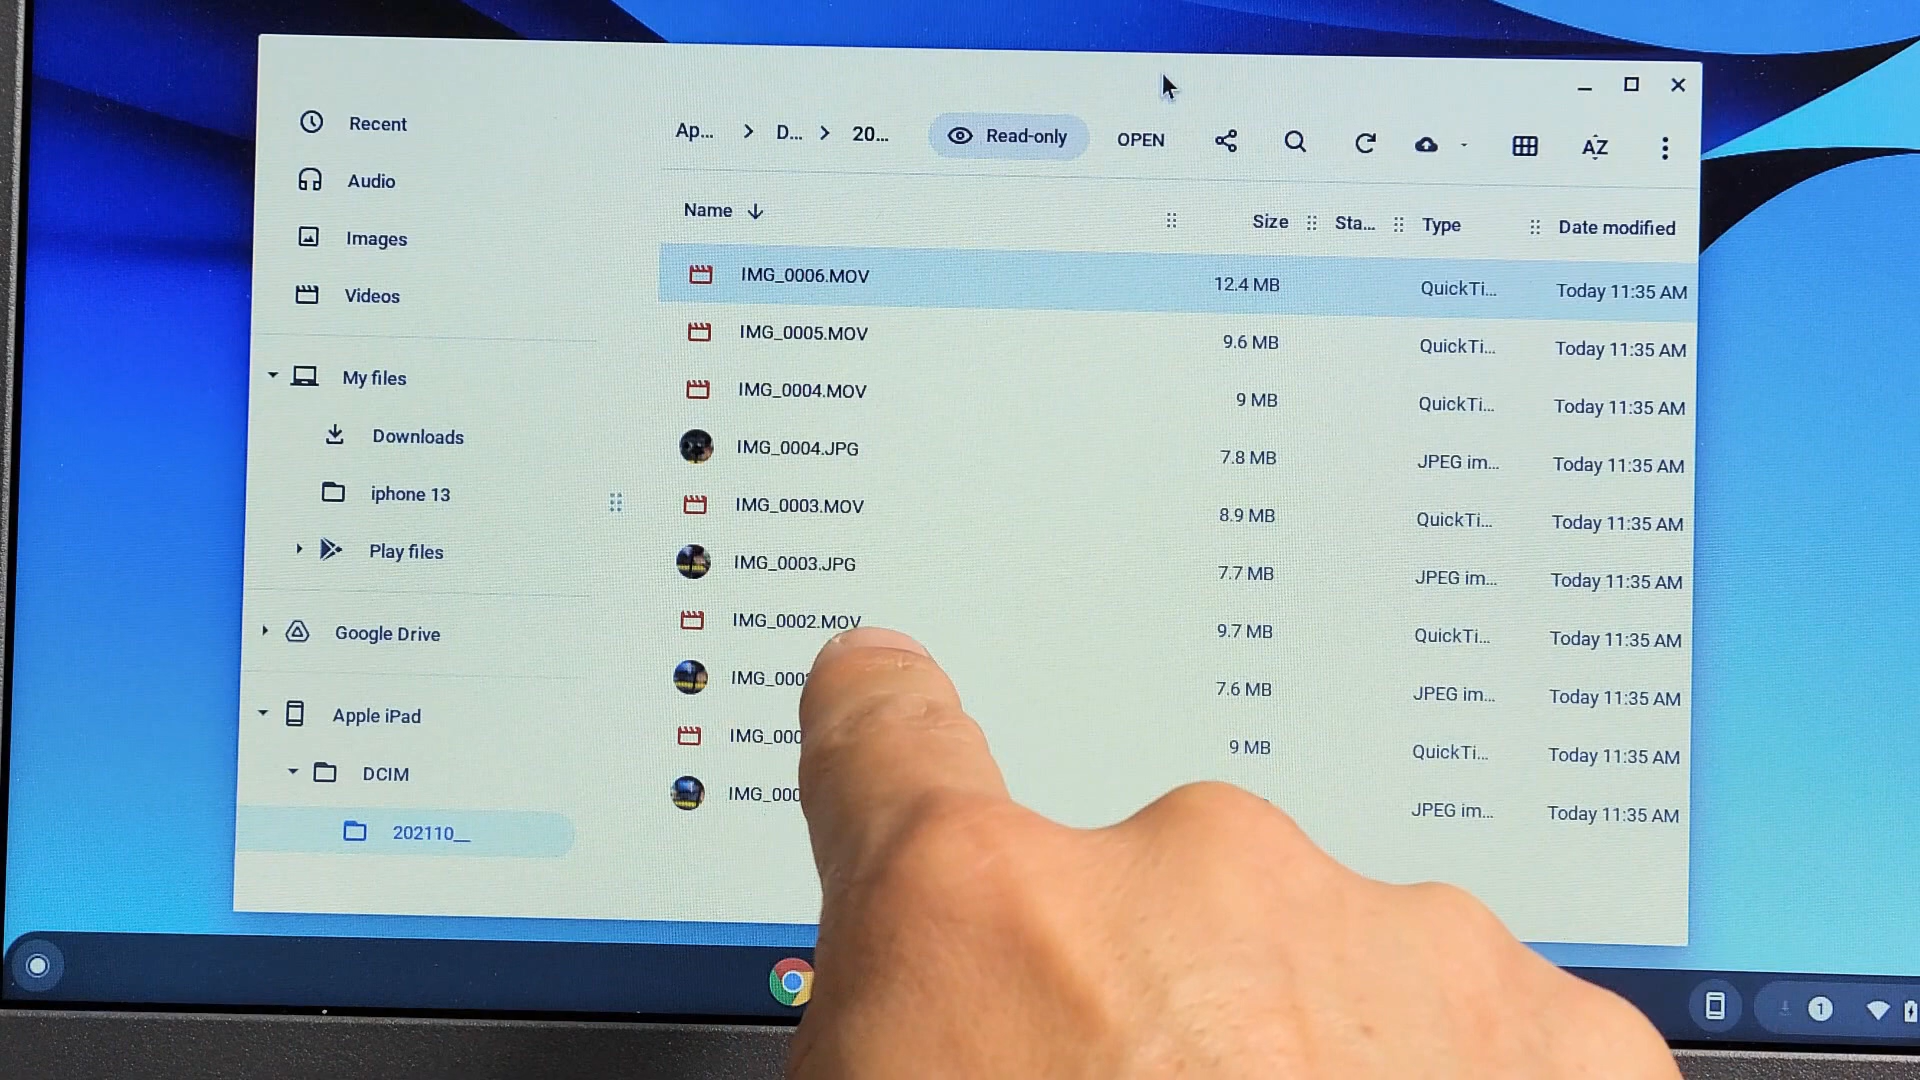 Recent
Audio
Images
Videos
My files
Downloads
iphone 13
Play files
Google Drive
Apple iPad
DCIM
202110__
Ap... > D... > 20... Read-only OPEN AZ
Name Size Sta... Type Date modified
IMG_0006.MOV 12.4 MB QuickTi... Today 11:35 AM
IMG_0005.MOV 9.6 MB QuickTi... Today 11:35 AM
IMG_0004.MOV 9 MB QuickTi... Today 11:35 AM
IMG_0004.JPG 7.8 MB JPEG im... Today 11:35 AM
IMG_0003.MOV 8.9 MB QuickTi... Today 11:35 AM
IMG_0003.JPG 7.7 MB JPEG im... Today 11:35 AM
IMG_0002.MOV 9.7 MB QuickTi... Today 11:35 AM
7.6 MB JPEG im... Today 11:35 AM
9 MB QuickTi... Today 11:35 AM
JPEG im... Today 11:35 AM
1